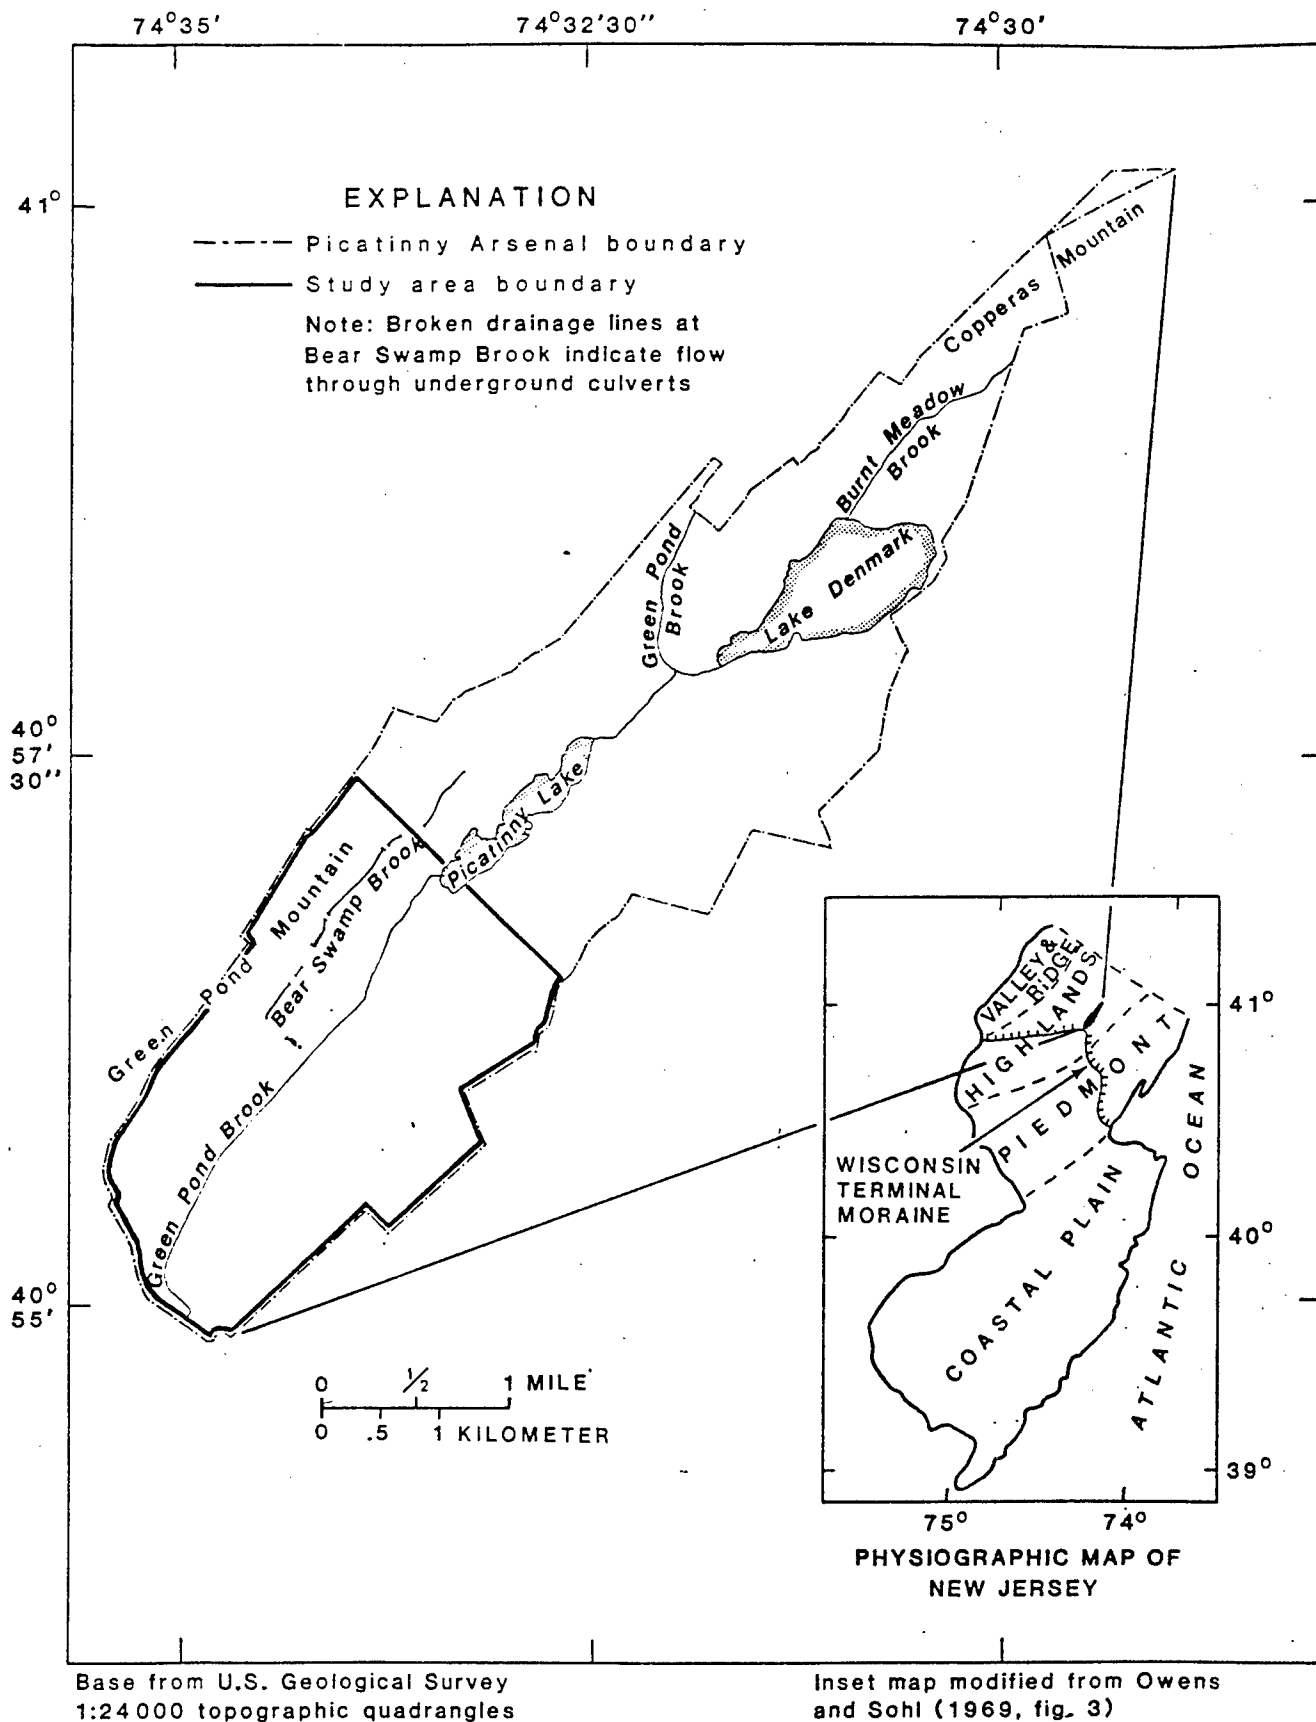 74°35' 74°32'30" 74°30'
41°
EXPLANATION
Picatinny Arsenal boundary
Study area boundary
Note: Broken drainage lines at
Bear Swamp Brook indicate flow
through underground culverts
Copperas Mountain
Burnt Meadow
Brook
Green Pond
Brook
Lake Denmark
40°
57'
30"
Picatinny Lake
Green Pond Mountain
Bear Swamp Brook
Green Pond Brook
40°
55'
0 1/2 1 MILE
0 .5 1 KILOMETER
VALLEY &
RIDGE
HIGHLANDS
PIEDMONT
WISCONSIN
TERMINAL
MORAINE
COASTAL PLAIN
ATLANTIC OCEAN
41°
40°
39°
75° 74°
PHYSIOGRAPHIC MAP OF
NEW JERSEY
Base from U.S. Geological Survey
1:24000 topographic quadrangles
Inset map modified from Owens
and Sohl (1969, fig. 3)